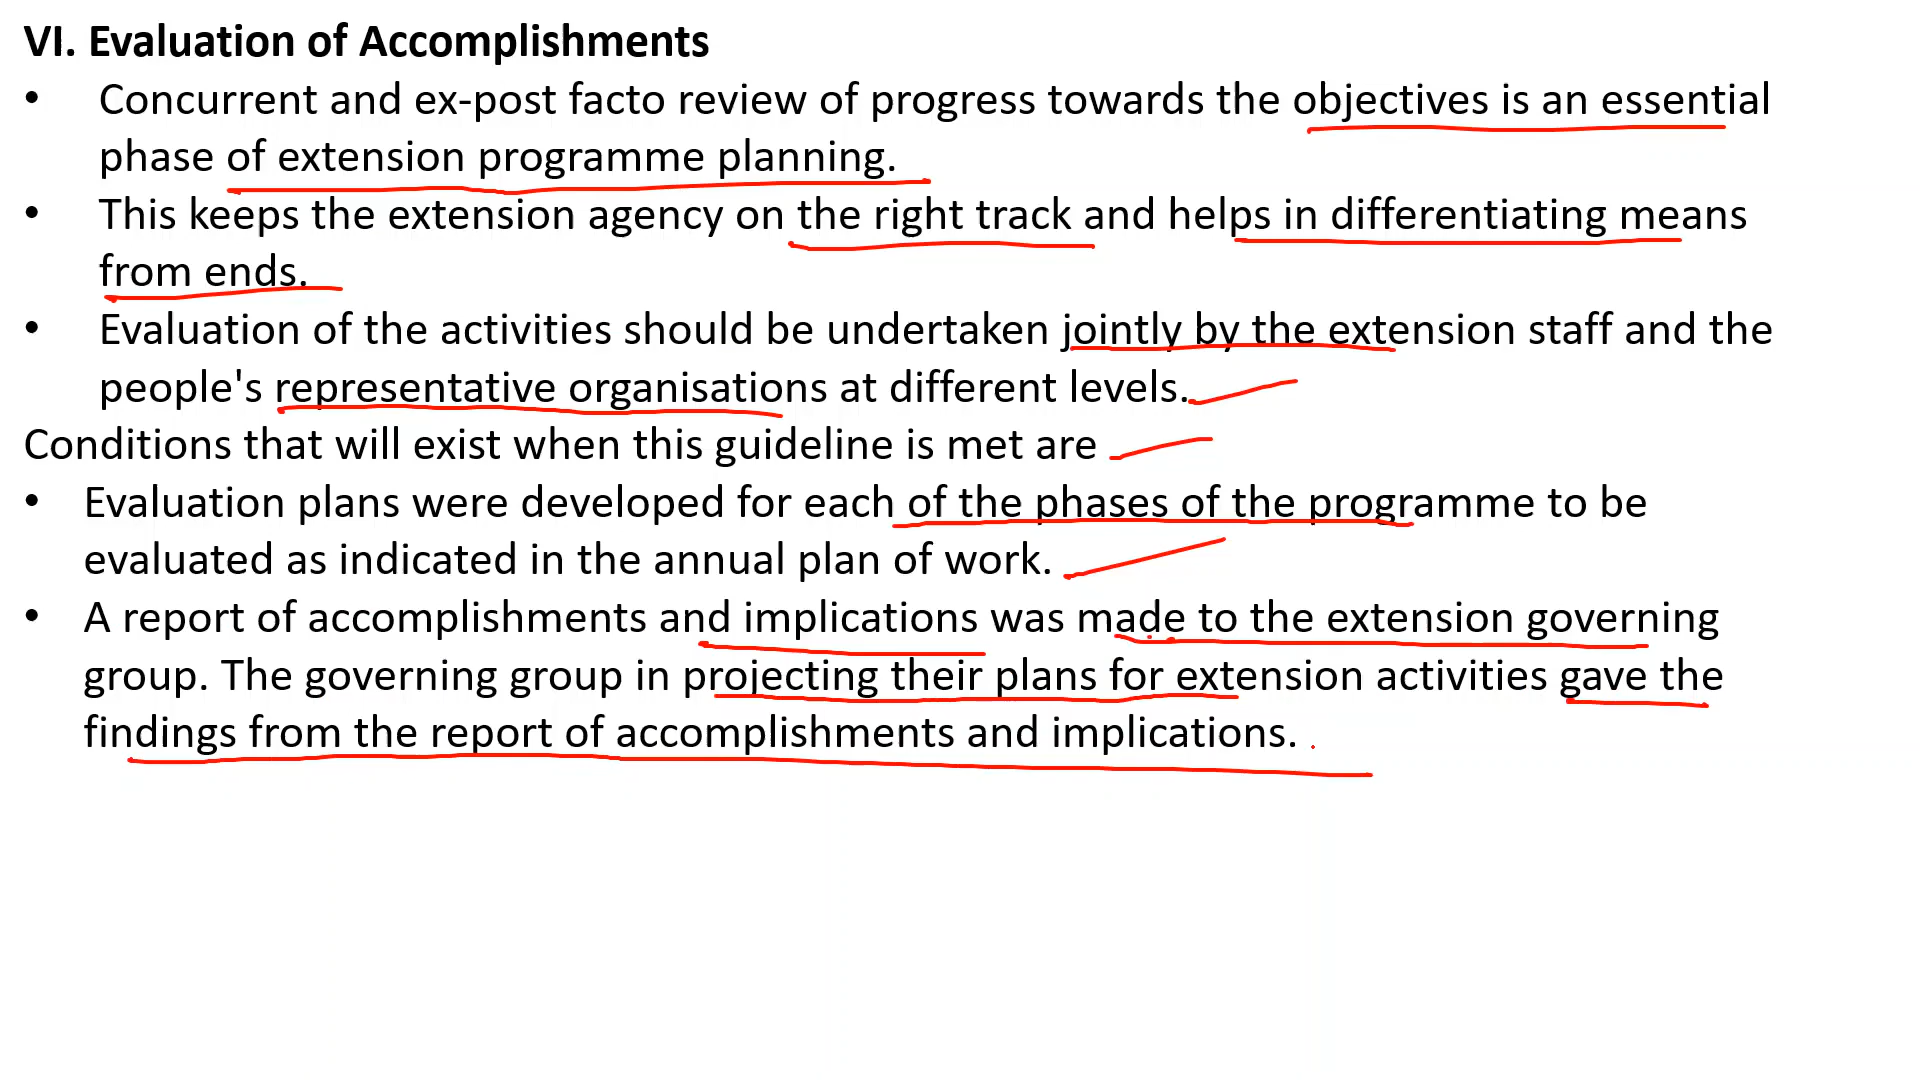 VI. Evaluation of Accomplishments
• Concurrent and ex-post facto review of progress towards the objectives is an essential
phase of extension programme planning.
• This keeps the extension agency on the right track and helps in differentiating means
from ends.
• Evaluation of the activities should be undertaken jointly by the extension staff and the
people's representative organisations at different levels.
Conditions that will exist when this guideline is met are
• Evaluation plans were developed for each of the phases of the programme to be
evaluated as indicated in the annual plan of work.
• A report of accomplishments and implications was made to the extension governing
group. The governing group in projecting their plans for extension activities gave the
findings from the report of accomplishments and implications.